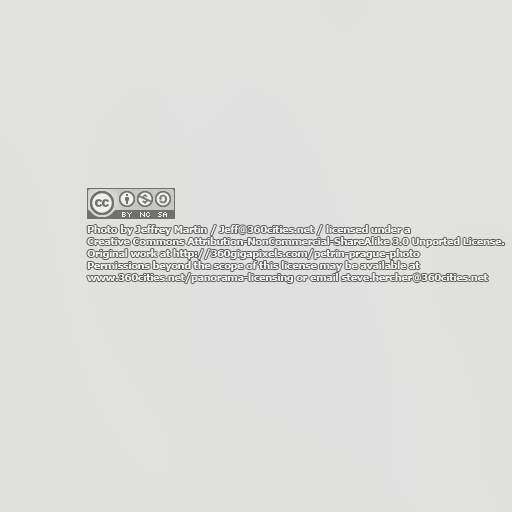 cc BY NC SA
Photo by Jeffrey Martin / Jeff@360cities.net / licensed under a
Creative Commons Attribution-NonCommercial-ShareAlike 3.0 Unported License.
Original work at http://360gigapixels.com/petrin-prague-photo
Permissions beyond the scope of this license may be available at
www.360cities.net/panorama-licensing or email steve.hercher@360cities.net